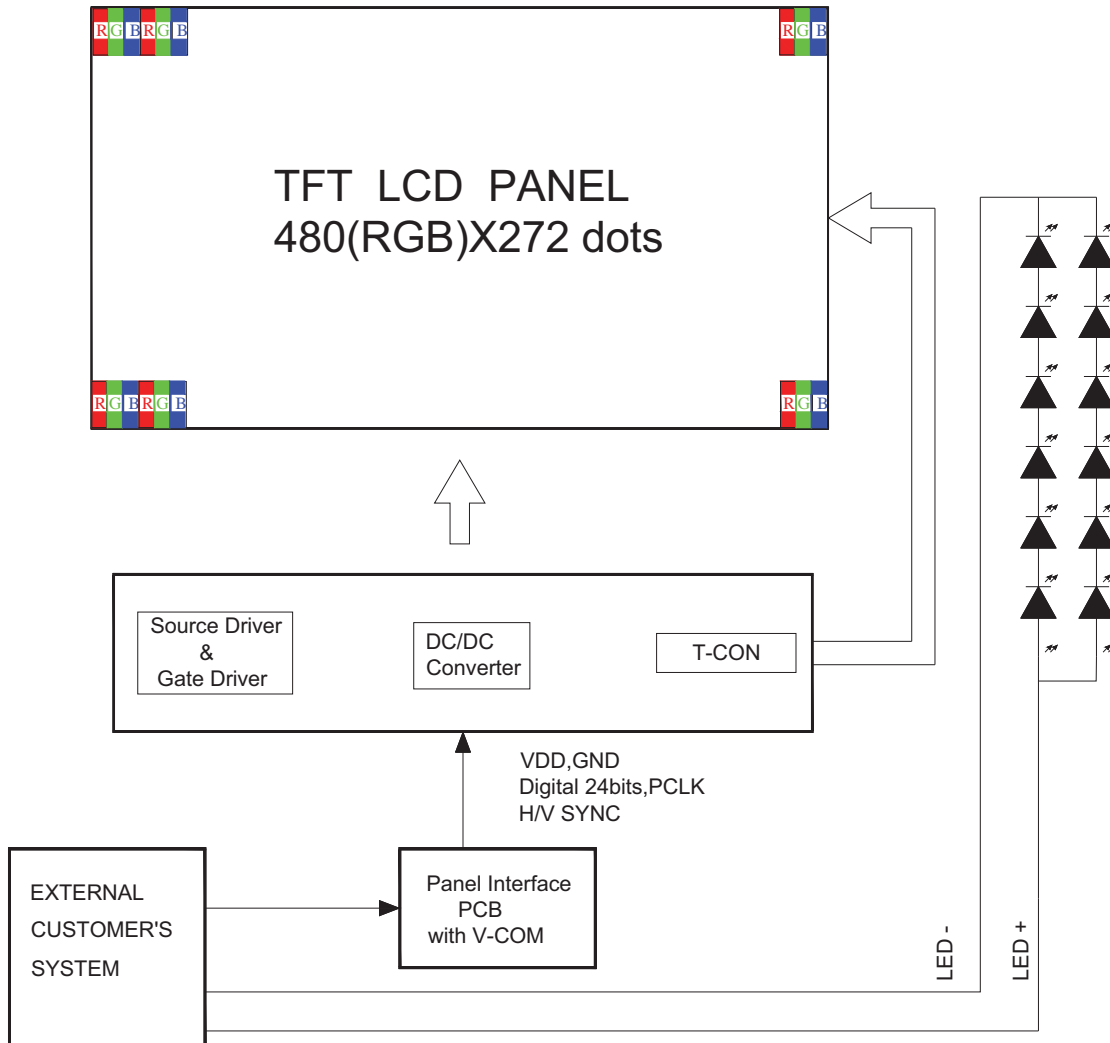 RGBRGB
RGB
TFT LCD PANEL
480(RGB)X272 dots
RGBRGB
RGB
Source Driver
&
Gate Driver
DC/DC
Converter
T-CON
VDD,GND
Digital 24bits,PCLK
H/V SYNC
EXTERNAL
CUSTOMER'S
SYSTEM
Panel Interface
PCB
with V-COM
LED -
LED +